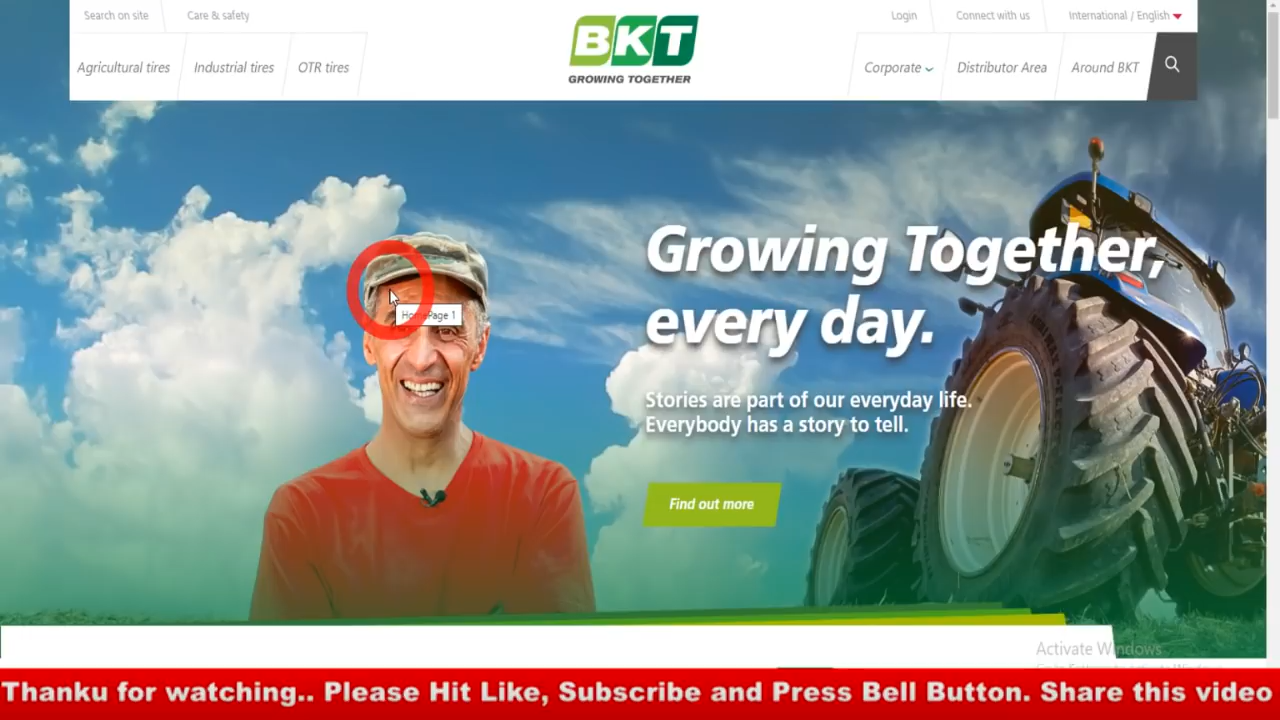 Search on site
Care & safety
Login
Connect with us
International / English
Agricultural tires
Industrial tires
OTR tires
BKT
GROWING TOGETHER
Corporate
Distributor Area
Around BKT
HomePage 1
Growing Together,
every day.
Stories are part of our everyday life.
Everybody has a story to tell.
Find out more
Activate Windows
Thanku for watching.. Please Hit Like, Subscribe and Press Bell Button. Share this video